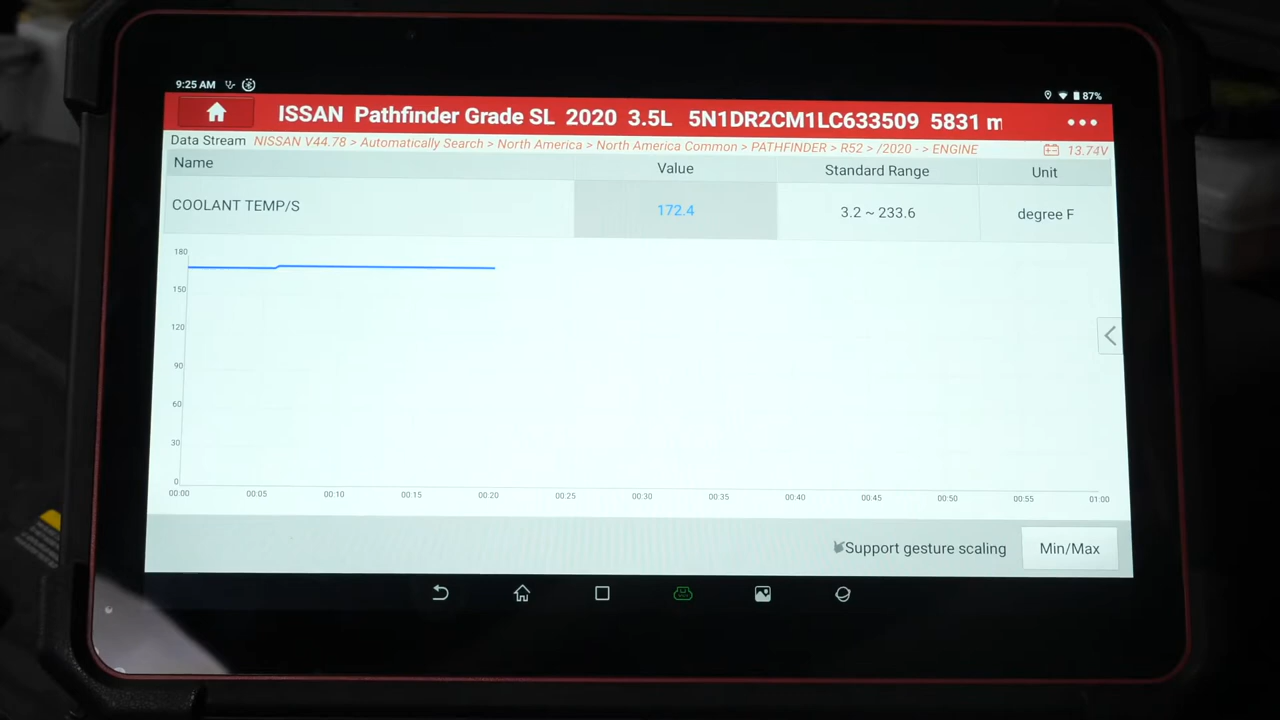 9:25 AM 87%
ISSAN Pathfinder Grade SL 2020 3.5L 5N1DR2CM1LC633509 5831 m
Data Stream NISSAN V44.78 > Automatically Search > North America > North America Common > PATHFINDER > R52 > /2020 - > ENGINE 13.74V
Name Value Standard Range Unit
COOLANT TEMP/S 172.4 3.2 ~ 233.6 degree F
180
150
120
90
60
30
0
00:00 00:05 00:10 00:15 00:20 00:25 00:30 00:35 00:40 00:45 00:50 00:55 01:00
Support gesture scaling Min/Max